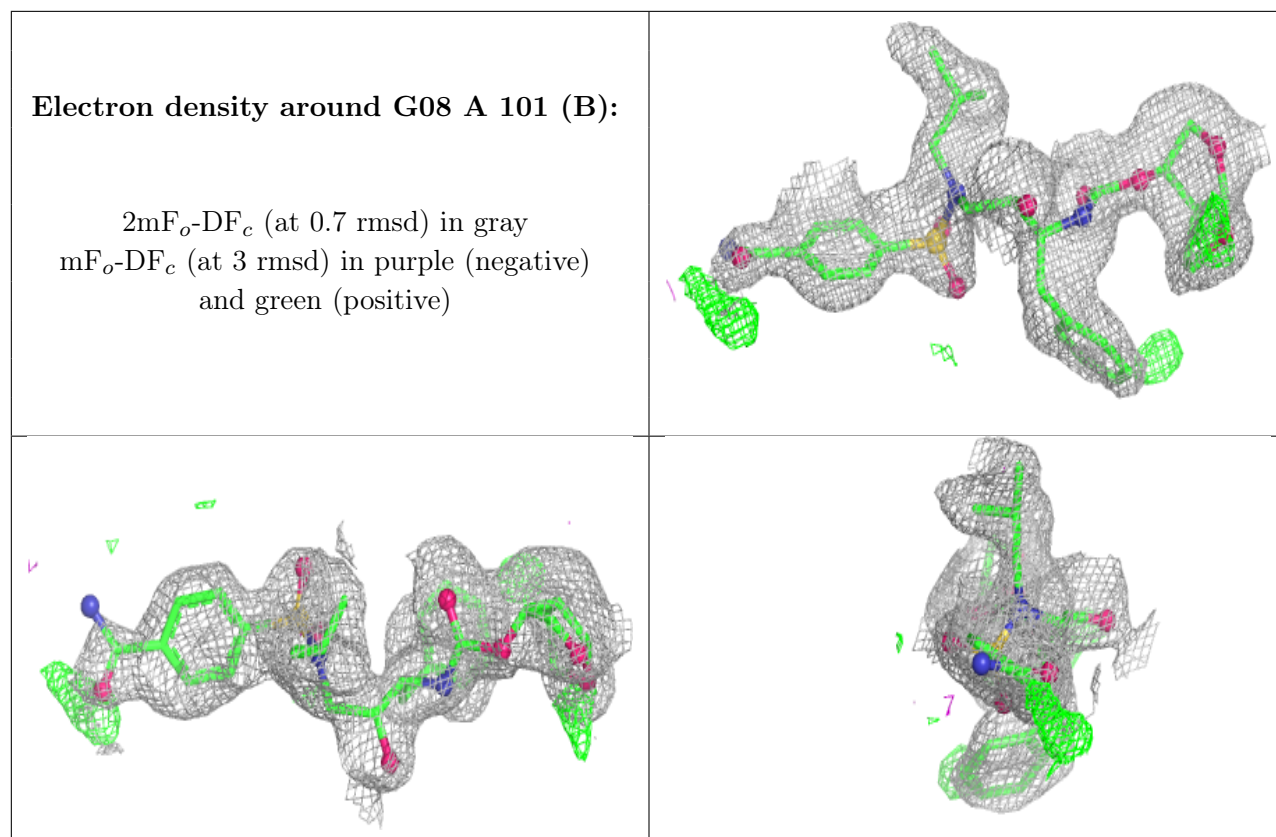 Electron density around G08 A 101 (B):
2mFo-DFc (at 0.7 rmsd) in gray
mFo-DFc (at 3 rmsd) in purple (negative)
and green (positive)